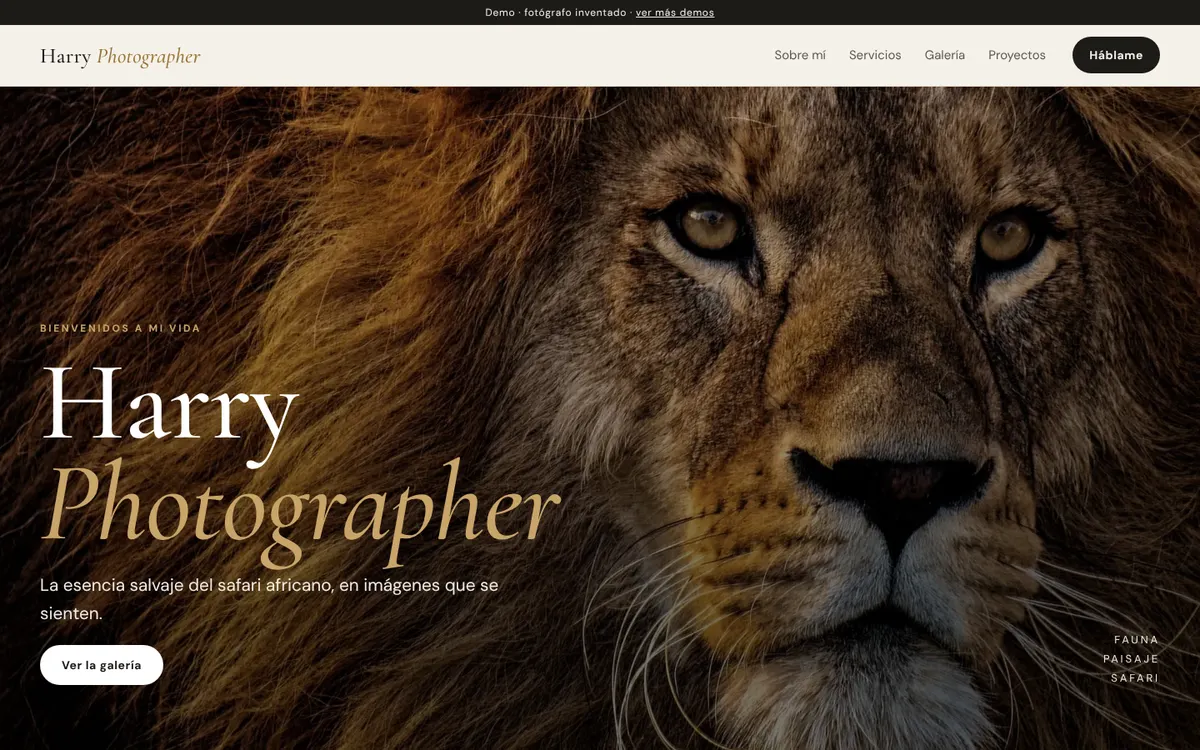 Demo · fotógrafo inventado · ver más demos
Harry Photographer
Sobre mí
Servicios
Galería
Proyectos
Háblame
BIENVENIDOS A MI VIDA
Harry
Photographer
La esencia salvaje del safari africano, en imágenes que se
sienten.
Ver la galería
FAUNA
PAISAJE
SAFARI